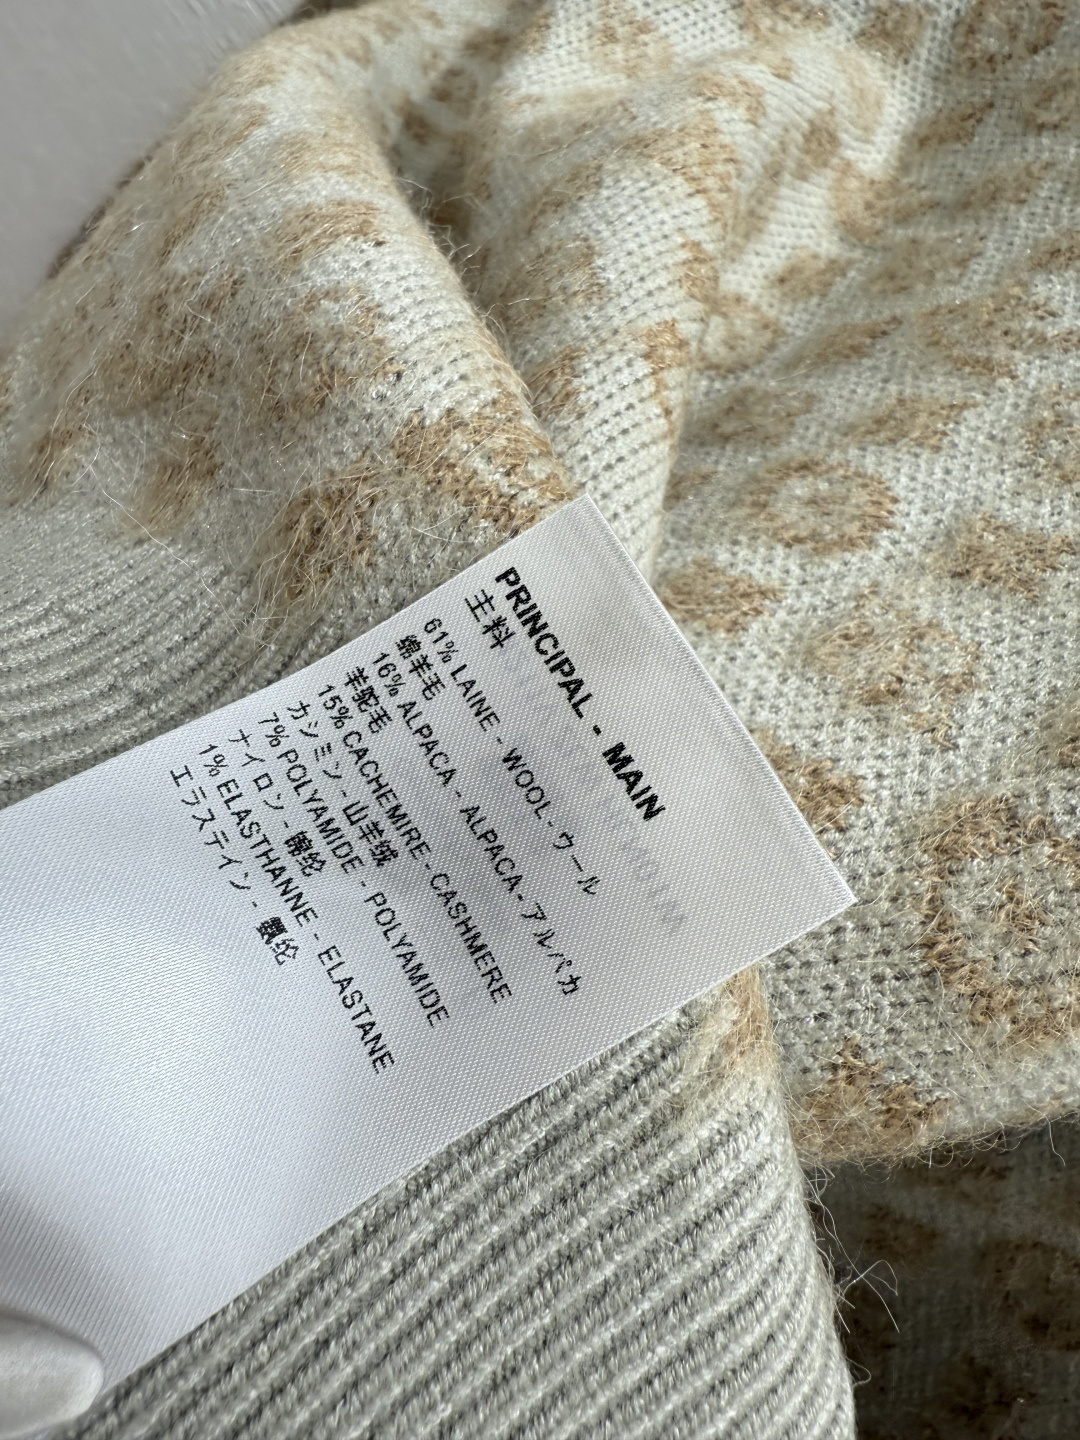 PRINCIPAL - MAIN
主料
61% LAINE - WOOL - ウール
绵羊毛
16% ALPACA - ALPACA - アルパカ
羊驼毛
15% CACHEMIRE - CASHMERE
カシミン - 山羊绒
7% POLYAMIDE - POLYAMIDE
ナイロン - 锦纶
1% ELASTHANNE - ELASTANE
エラステイン - 氨纶